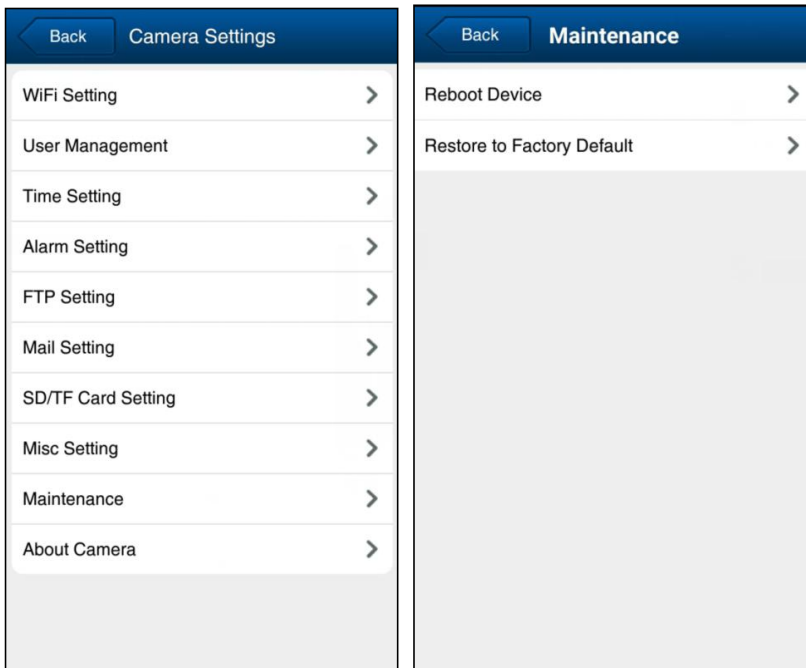 Back
Camera Settings
WiFi Setting
User Management
Time Setting
Alarm Setting
FTP Setting
Mail Setting
SD/TF Card Setting
Misc Setting
Maintenance
About Camera
Back
Maintenance
Reboot Device
Restore to Factory Default